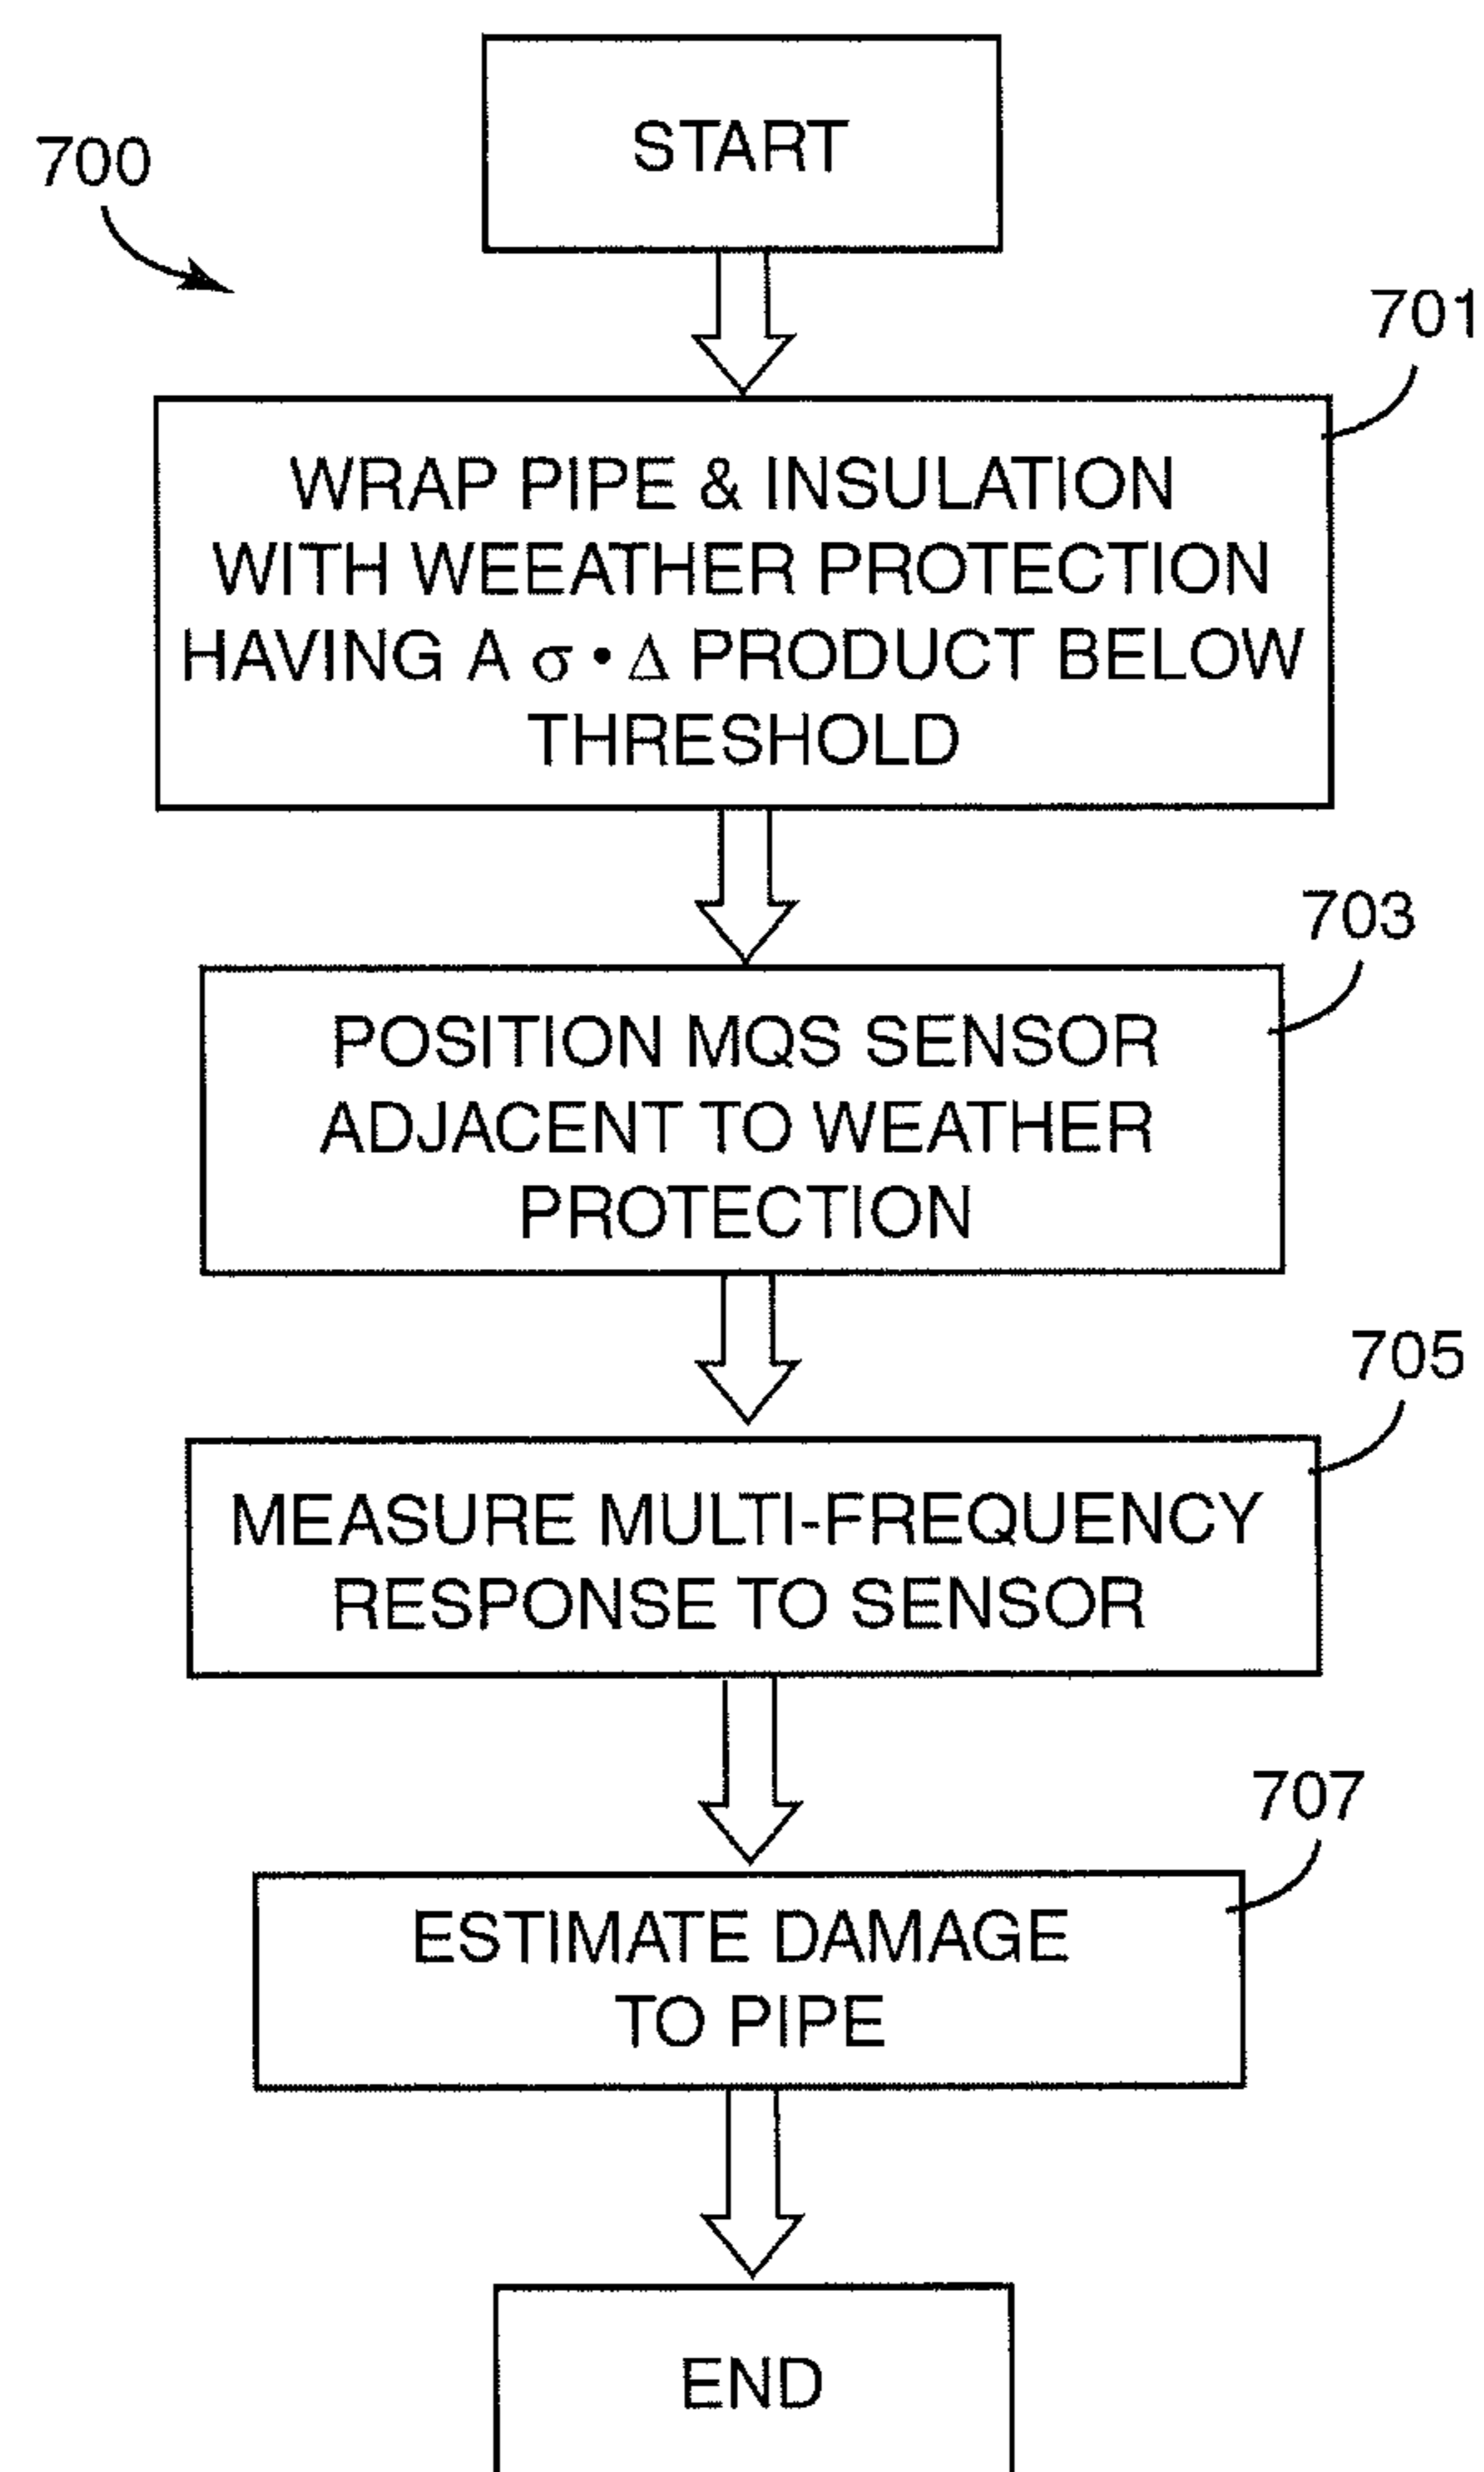 START
700
701
WRAP PIPE & INSULATION
WITH WEEATHER PROTECTION
HAVING A σ • Δ PRODUCT BELOW
THRESHOLD
703
POSITION MQS SENSOR
ADJACENT TO WEATHER
PROTECTION
705
MEASURE MULTI-FREQUENCY
RESPONSE TO SENSOR
707
ESTIMATE DAMAGE
TO PIPE
END